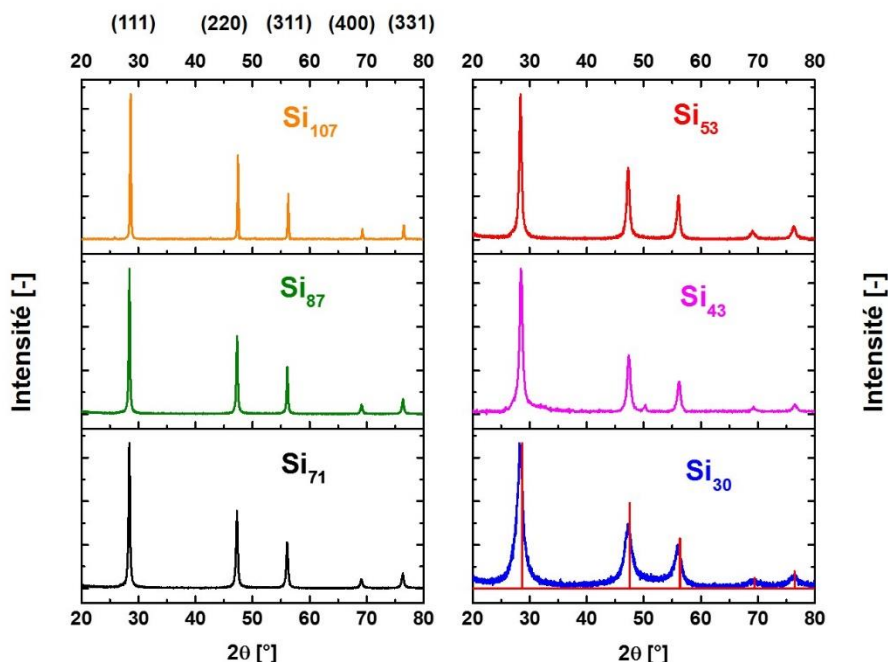 (111) (220) (311) (400) (331)
20 30 40 50 60 70 80
20 30 40 50 60 70 80
Si107
Si53
Si87
Si43
Si71
Si30
Intensité [-]
Intensité [-]
20 30 40 50 60 70 80
20 30 40 50 60 70 80
2θ [°]
2θ [°]